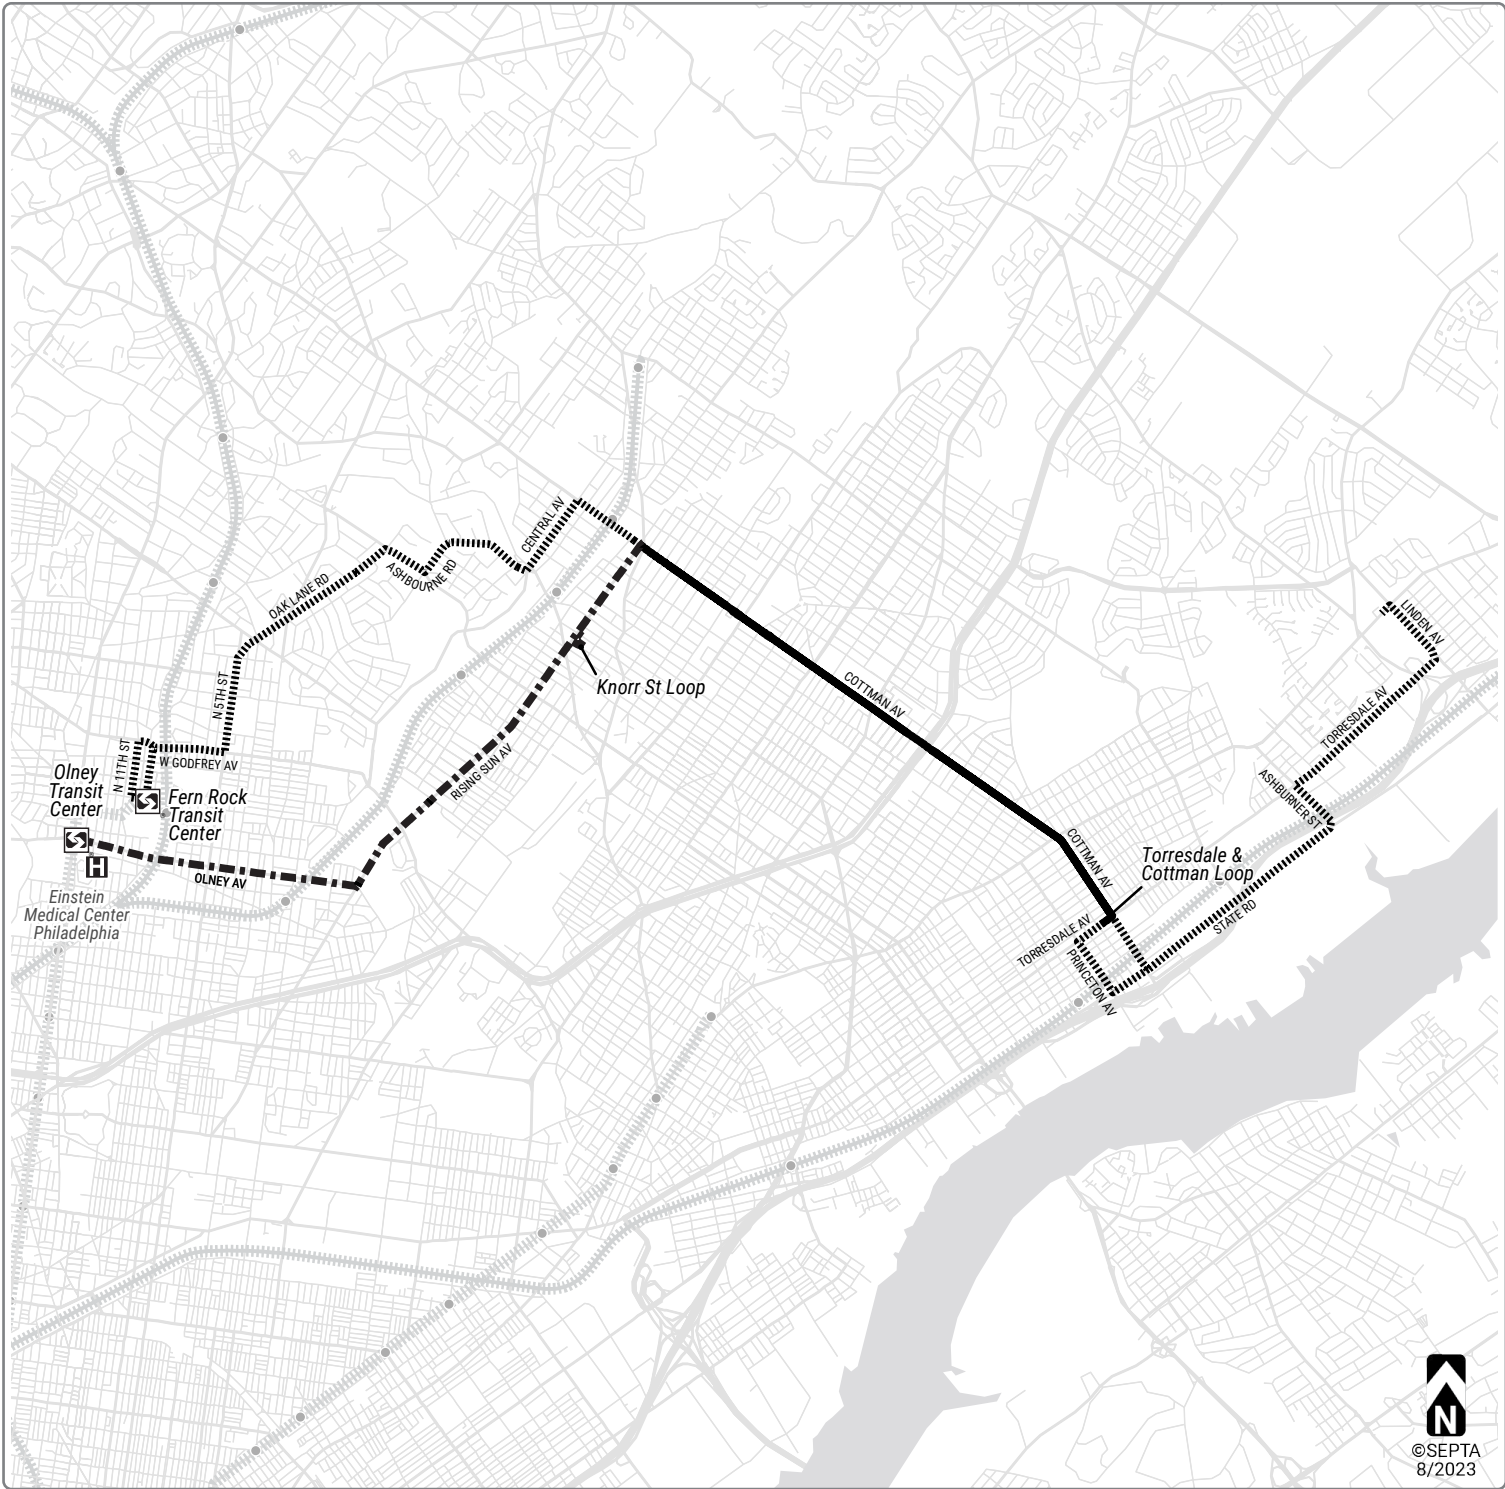 CENTRAL AV
ASHBOURNE RD
OAK LANE RD
LINDEN AV
N 5TH ST
Knorr St Loop
COTTMAN AV
TORRESDALE AV
N 11TH ST
W GODFREY AV
RISING SUN AV
Olney
Transit
Center
Fern Rock
Transit
Center
ASHBURNER ST
COTTMAN AV
Torresdale &
Cottman Loop
H
OLNEY AV
Einstein
Medical Center
Philadelphia
STATE RD
TORRESDALE AV
PRINCETON AV
N
©SEPTA
8/2023